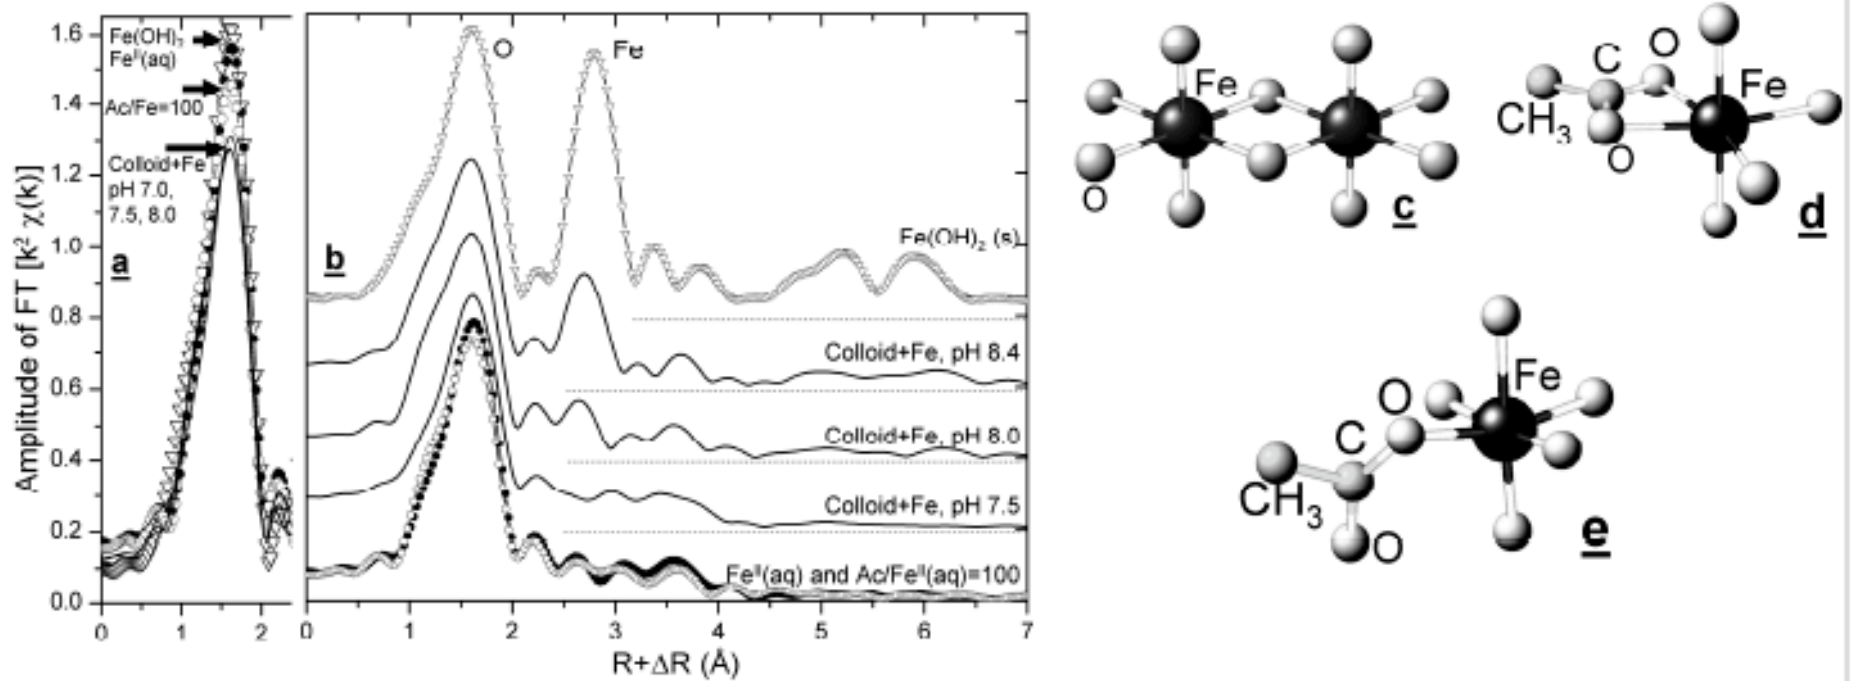 Amplitude of FT [k² χ(k)]
1.6
1.4
1.2
1.0
0.8
0.6
0.4
0.2
0.0
Fe(OH)₂
Feᴵᴵ(aq)
Ac/Fe=100
Colloid+Fe
pH 7.0,
7.5, 8.0
a
0 1 2
b
O
Fe
Fe(OH)₂ (s)
Colloid+Fe, pH 8.4
Colloid+Fe, pH 8.0
Colloid+Fe, pH 7.5
Feᴵᴵ(aq) and Ac/Feᴵᴵ(aq)=100
0 1 2 3 4 5 6 7
R+ΔR (Å)
Fe
O
c
C
O
Fe
CH₃
O
d
Fe
O
C
CH₃
O
e